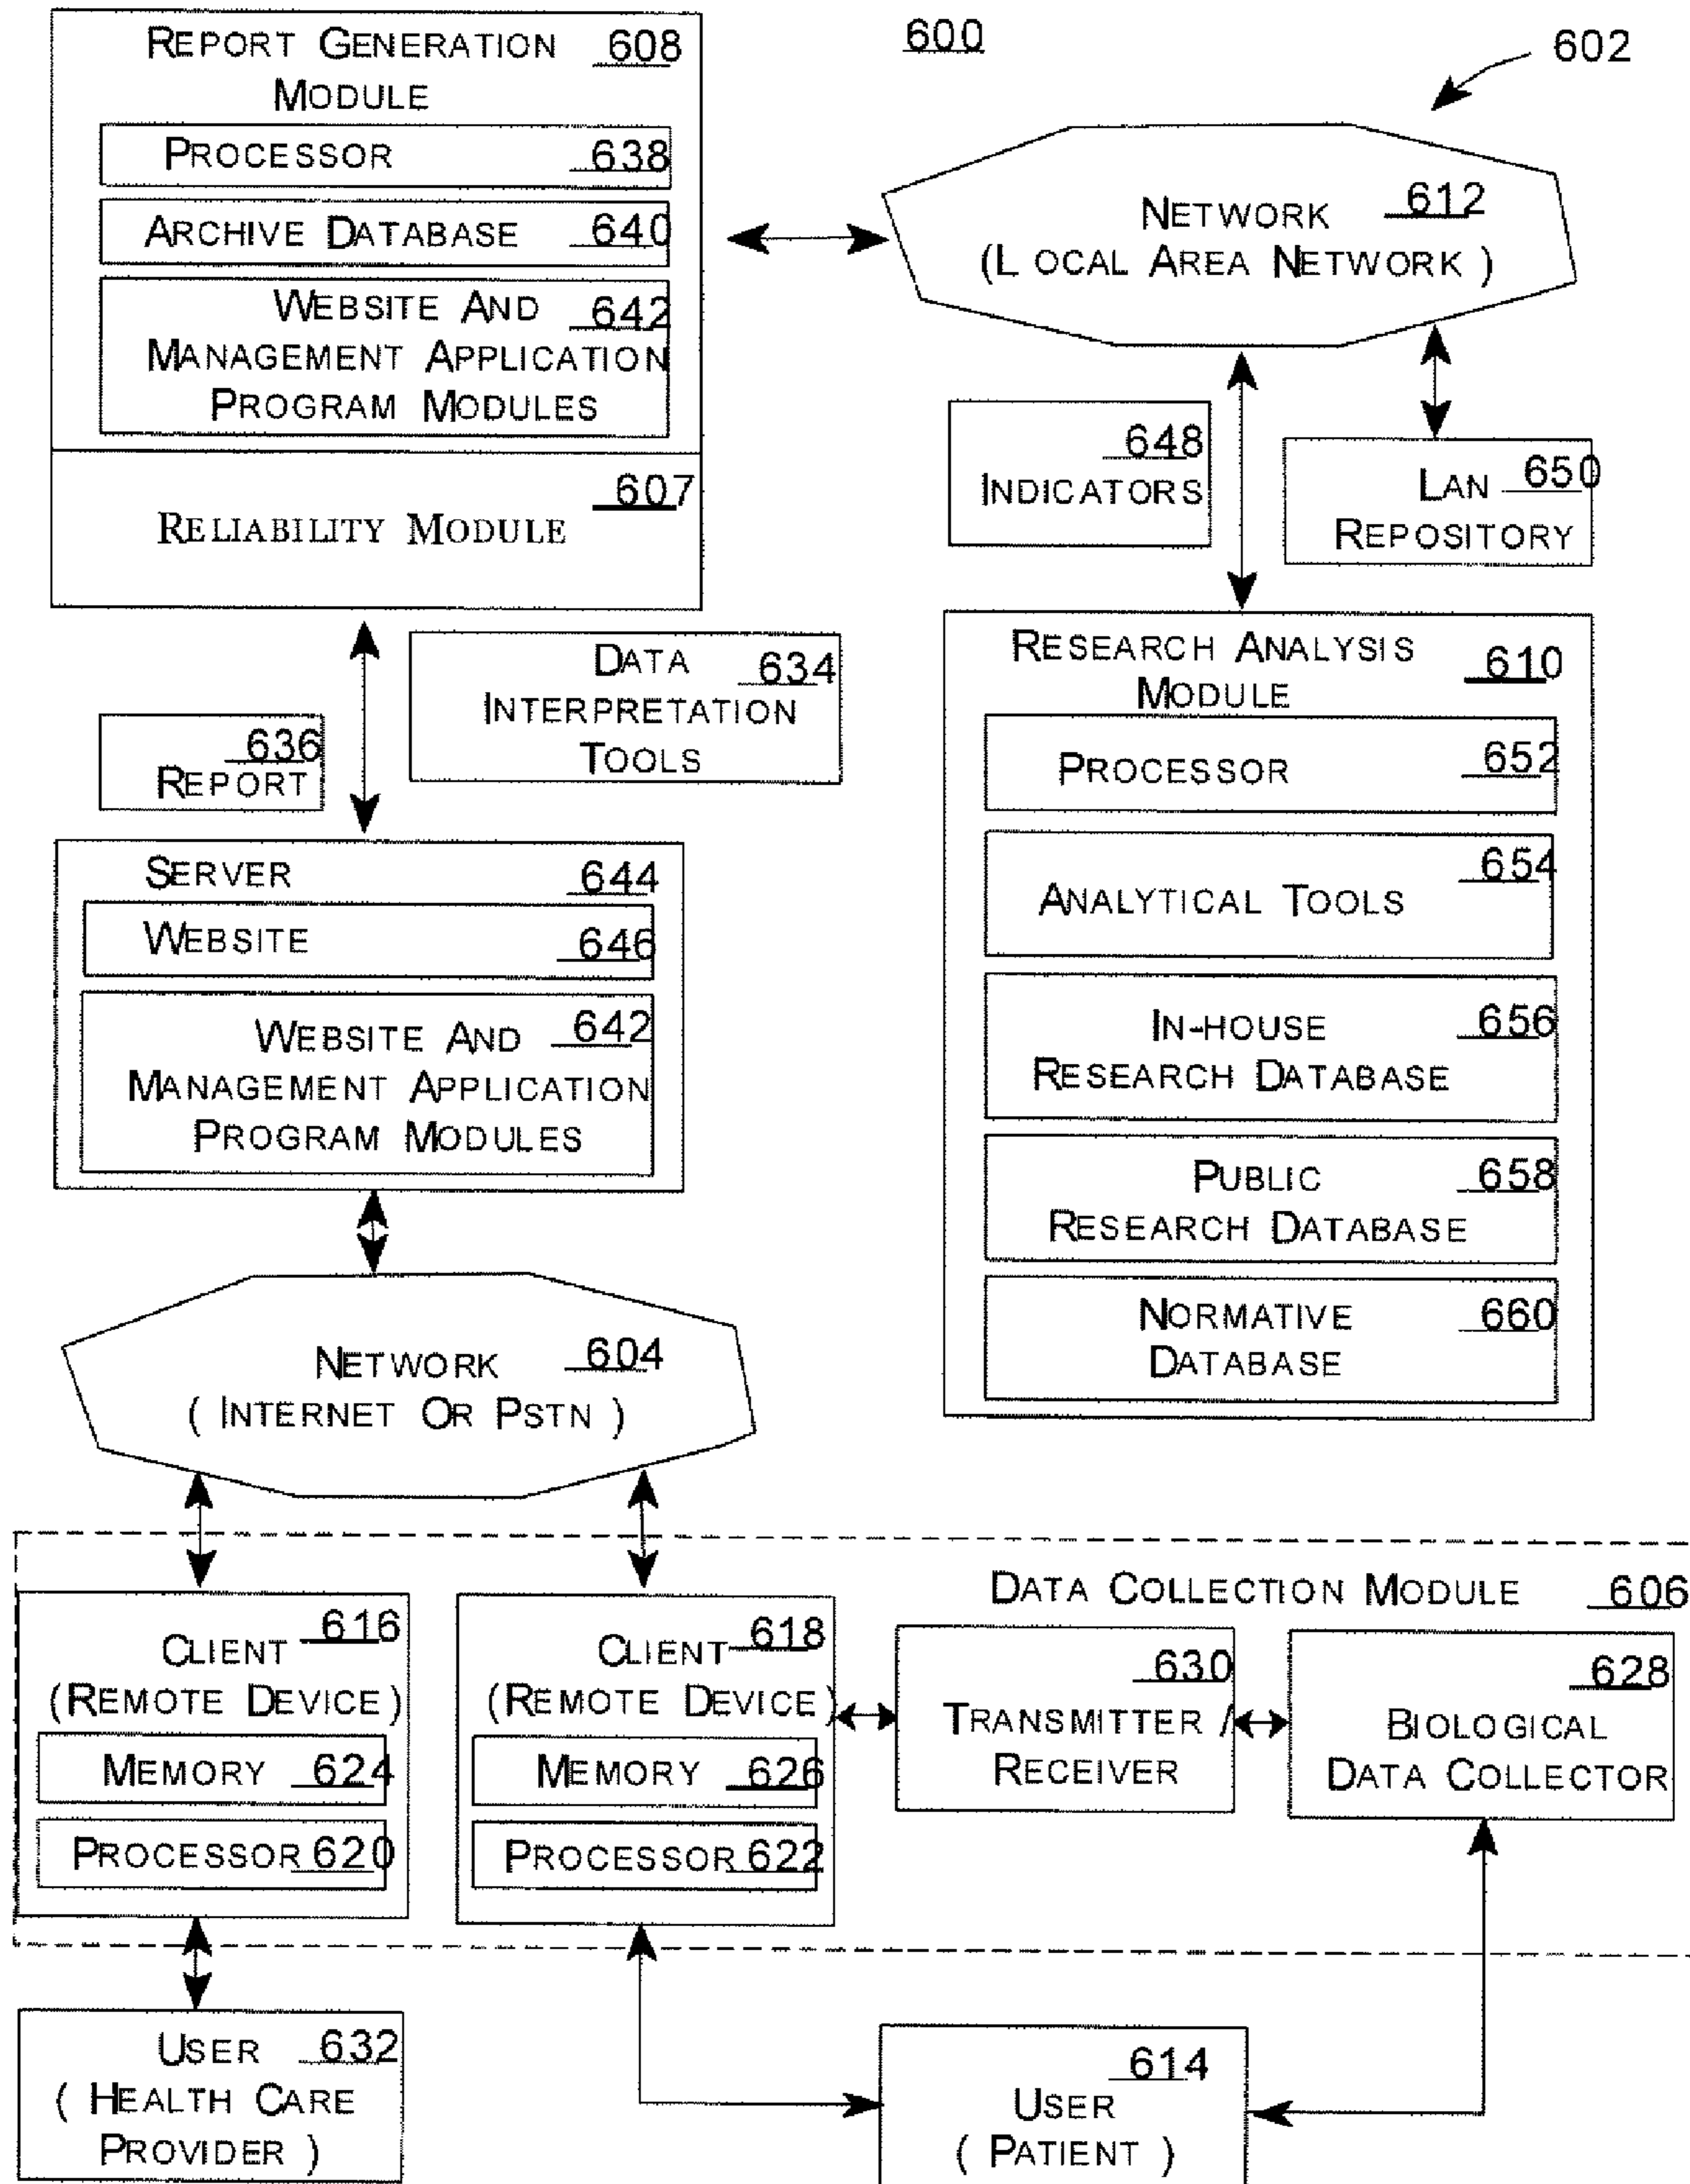 REPORT GENERATION 608
MODULE
PROCESSOR 638
ARCHIVE DATABASE 640
WEBSITE AND 642
MANAGEMENT APPLICATION
PROGRAM MODULES
607
RELIABILITY MODULE
600
602
NETWORK 612
(LOCAL AREA NETWORK)
648
INDICATORS
LAN 650
REPOSITORY
DATA 634
INTERPRETATION
TOOLS
636
REPORT
RESEARCH ANALYSIS 610
MODULE
PROCESSOR 652
654
ANALYTICAL TOOLS
IN-HOUSE 656
RESEARCH DATABASE
PUBLIC 658
RESEARCH DATABASE
NORMATIVE 660
DATABASE
SERVER 644
WEBSITE 646
WEBSITE AND 642
MANAGEMENT APPLICATION
PROGRAM MODULES
NETWORK 604
( INTERNET OR PSTN )
DATA COLLECTION MODULE 606
616
CLIENT
(REMOTE DEVICE)
MEMORY 624
PROCESSOR 620
618
CLIENT
(REMOTE DEVICE)
MEMORY 626
PROCESSOR 622
630
TRANSMITTER /
RECEIVER
628
BIOLOGICAL
DATA COLLECTOR
USER 632
( HEALTH CARE
PROVIDER )
614
USER
( PATIENT )